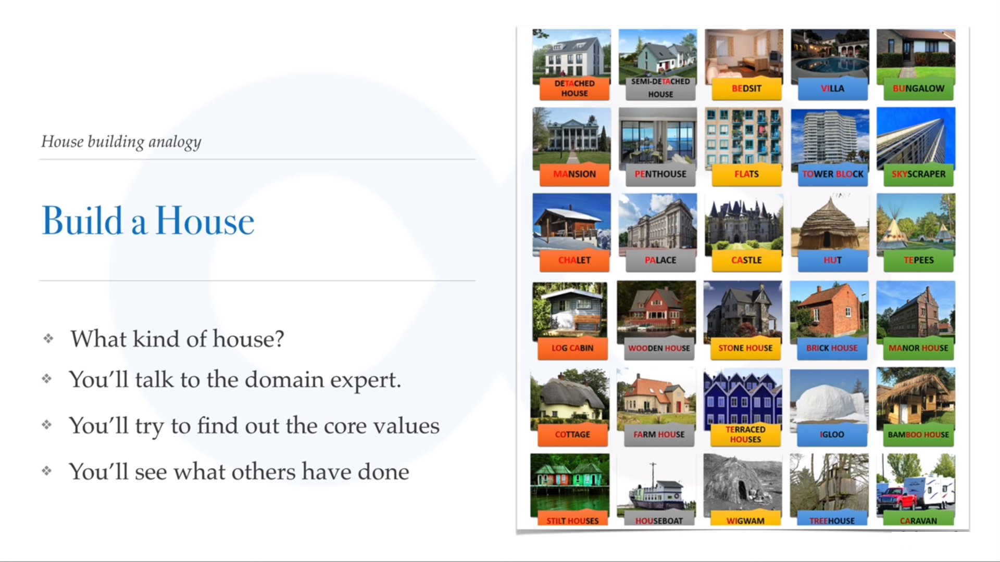 House building analogy
Build a House
What kind of house?
You'll talk to the domain expert.
You'll try to find out the core values
You'll see what others have done
DETACHED
HOUSE
SEMI-DETACHED
HOUSE
BEDSIT
VILLA
BUNGALOW
MANSION
PENTHOUSE
FLATS
TOWER BLOCK
SKYSCRAPER
CHALET
PALACE
CASTLE
HUT
TEPEES
LOG CABIN
WOODEN HOUSE
STONE HOUSE
BRICK HOUSE
MANOR HOUSE
COTTAGE
FARM HOUSE
TERRACED
HOUSES
IGLOO
BAMBOO HOUSE
STILT HOUSES
HOUSEBOAT
WIGWAM
TREEHOUSE
CARAVAN